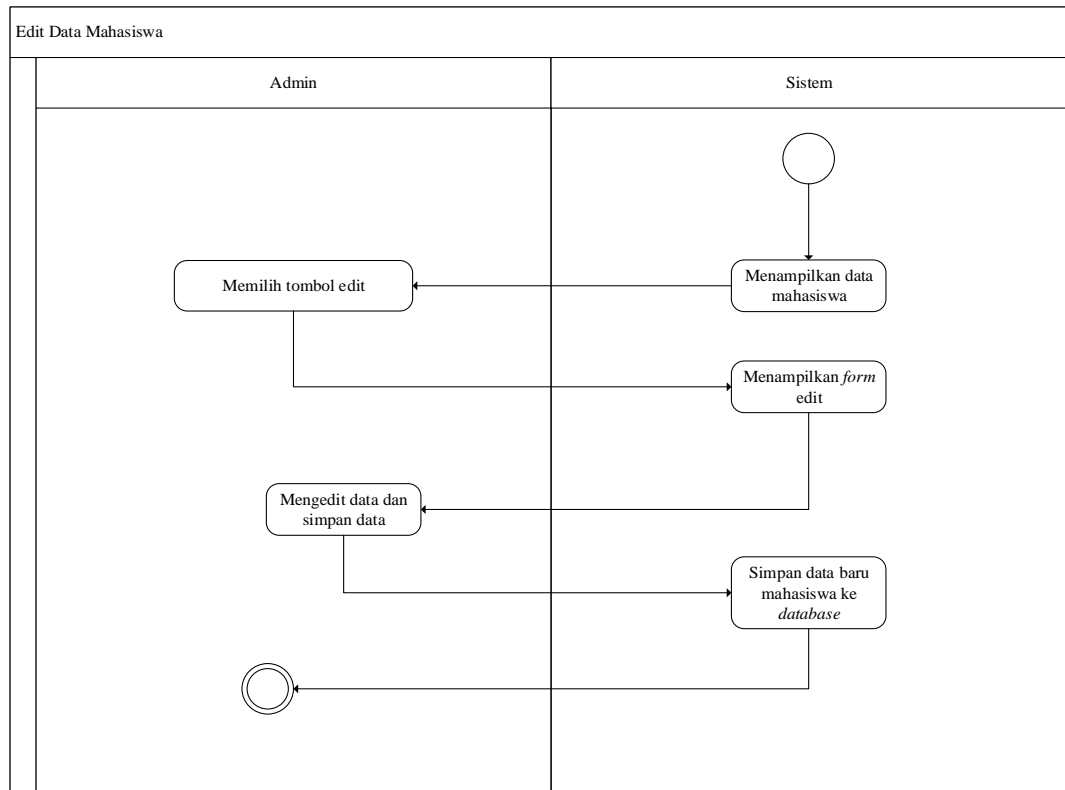 Edit Data Mahasiswa
Admin
Sistem
Menampilkan data
mahasiswa
Memilih tombol edit
Menampilkan form
edit
Mengedit data dan
simpan data
Simpan data baru
mahasiswa ke
database